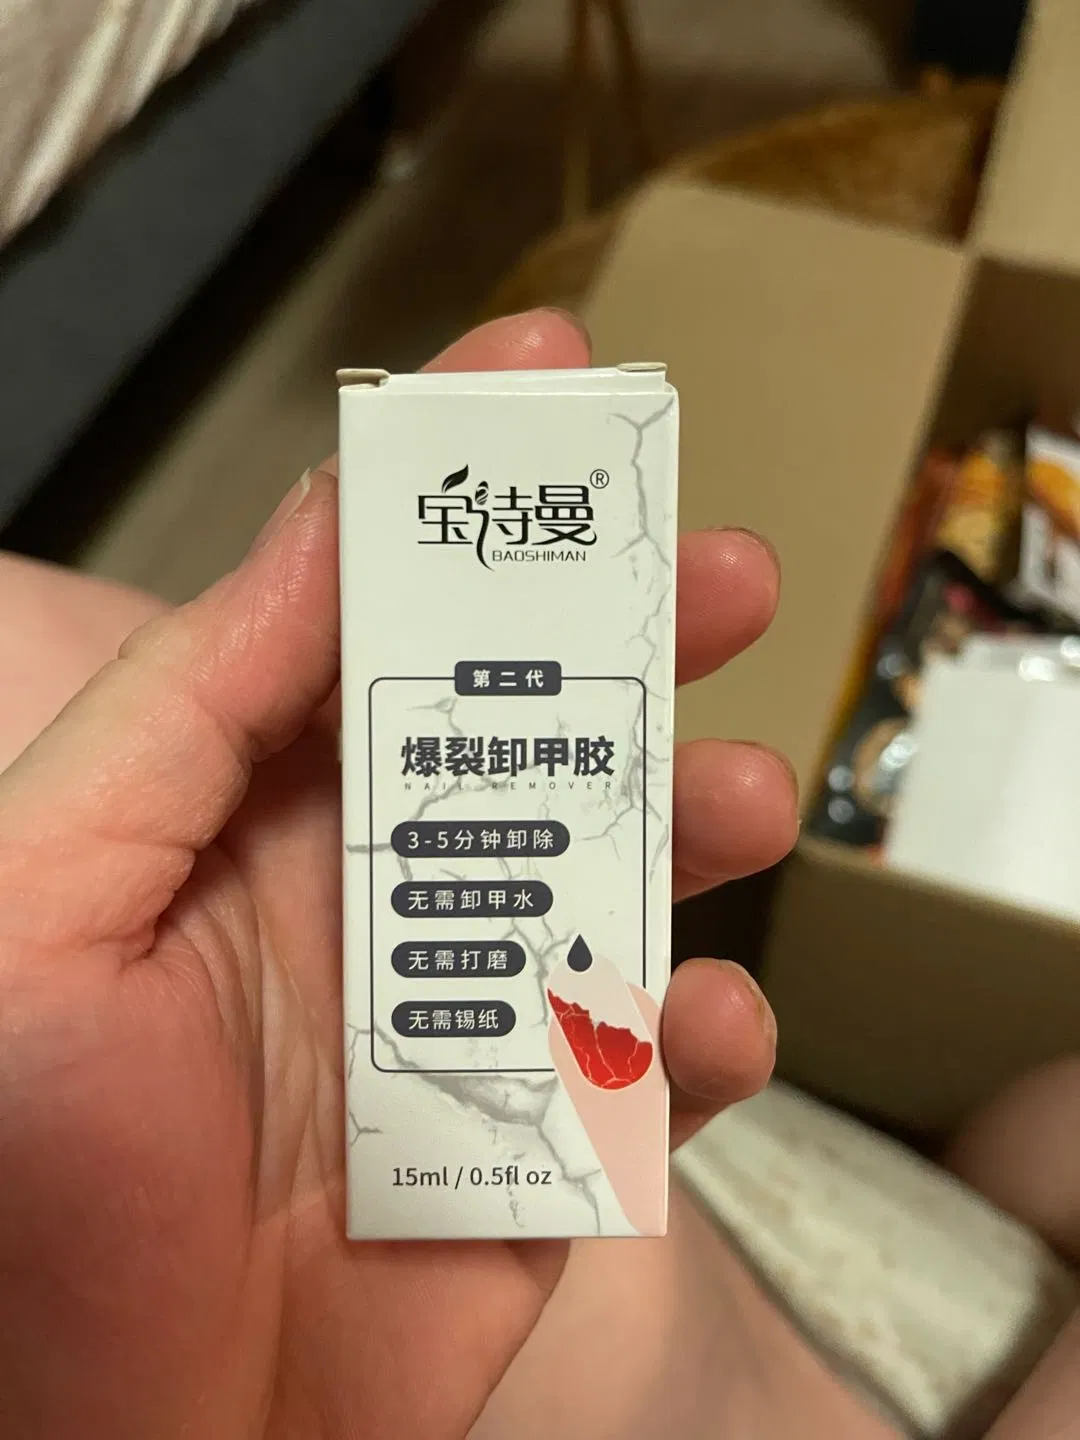 宝诗曼®
BAOSHIMAN
第二代
爆裂卸甲胶
NAIL REMOVER
3-5分钟卸除
无需卸甲水
无需打磨
无需锡纸
15ml / 0.5fl oz